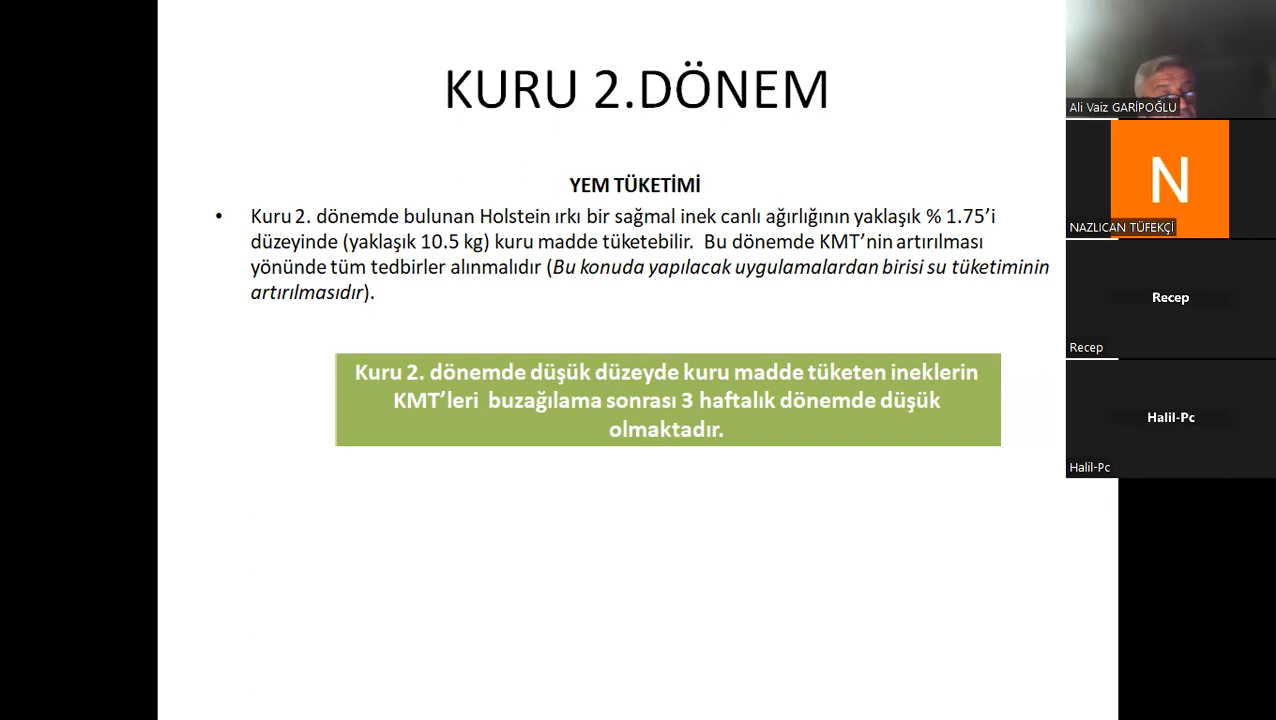 KURU 2.DÖNEM
YEM TÜKETİMİ
• Kuru 2. dönemde bulunan Holstein ırkı bir sağmal inek canlı ağırlığının yaklaşık % 1.75’i
düzeyinde (yaklaşık 10.5 kg) kuru madde tüketebilir. Bu dönemde KMT’nin artırılması
yönünde tüm tedbirler alınmalıdır (Bu konuda yapılacak uygulamalardan birisi su tüketiminin
artırılmasıdır).
Kuru 2. dönemde düşük düzeyde kuru madde tüketen ineklerin
KMT’leri buzağılama sonrası 3 haftalık dönemde düşük
olmaktadır.
Ali Vaiz GARİPOĞLU
N
NAZLICAN TÜFEKÇİ
Recep
Recep
Halil-Pc
Halil-Pc